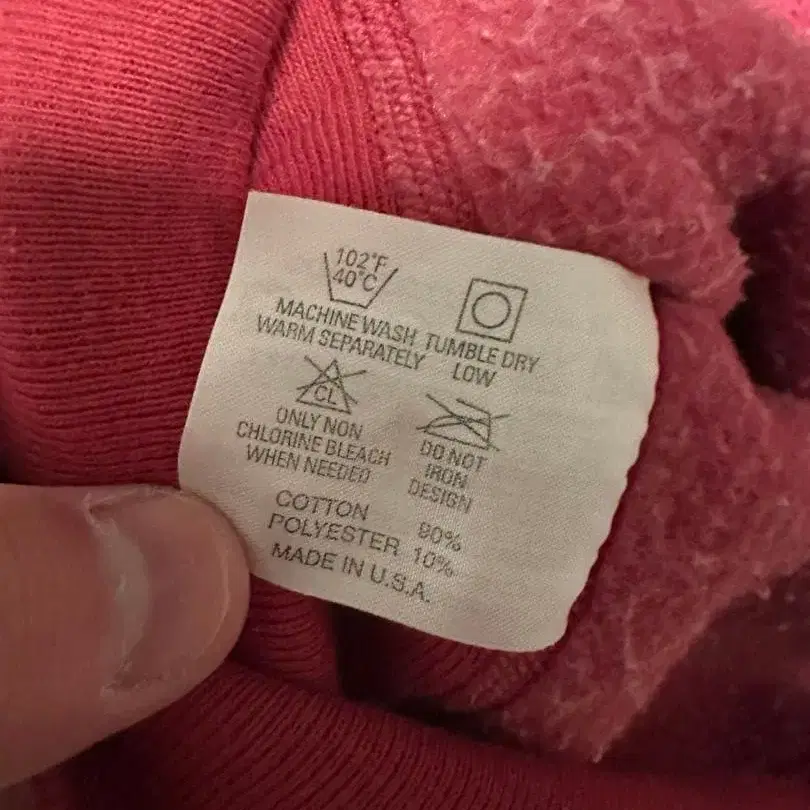 102°F
40°C
MACHINE WASH
WARM SEPARATELY
TUMBLE DRY
LOW
CL
ONLY NON
CHLORINE BLEACH
WHEN NEEDED
DO NOT
IRON
DESIGN
COTTON 90%
POLYESTER 10%
MADE IN U.S.A.